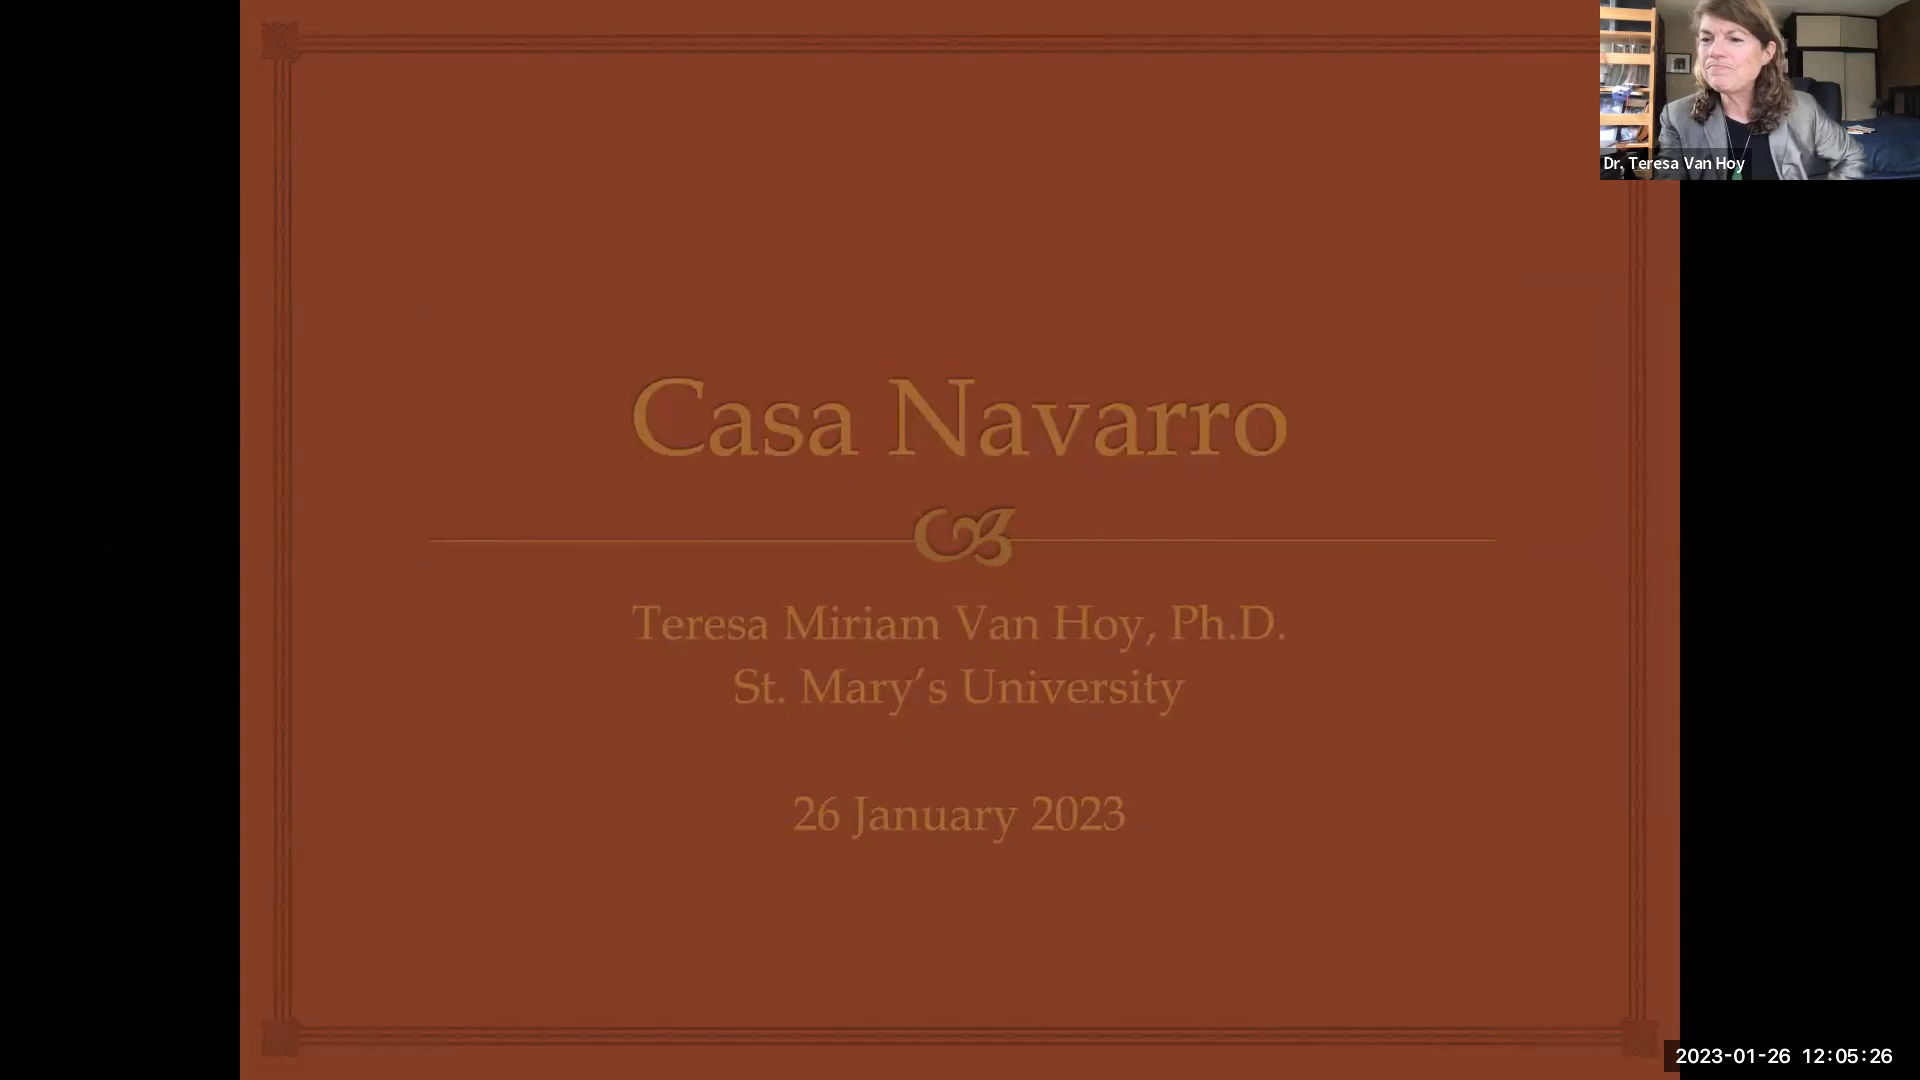 Casa Navarro
Teresa Miriam Van Hoy, Ph.D.
St. Mary’s University
26 January 2023
Dr. Teresa Van Hoy
2023-01-26 12:05:26